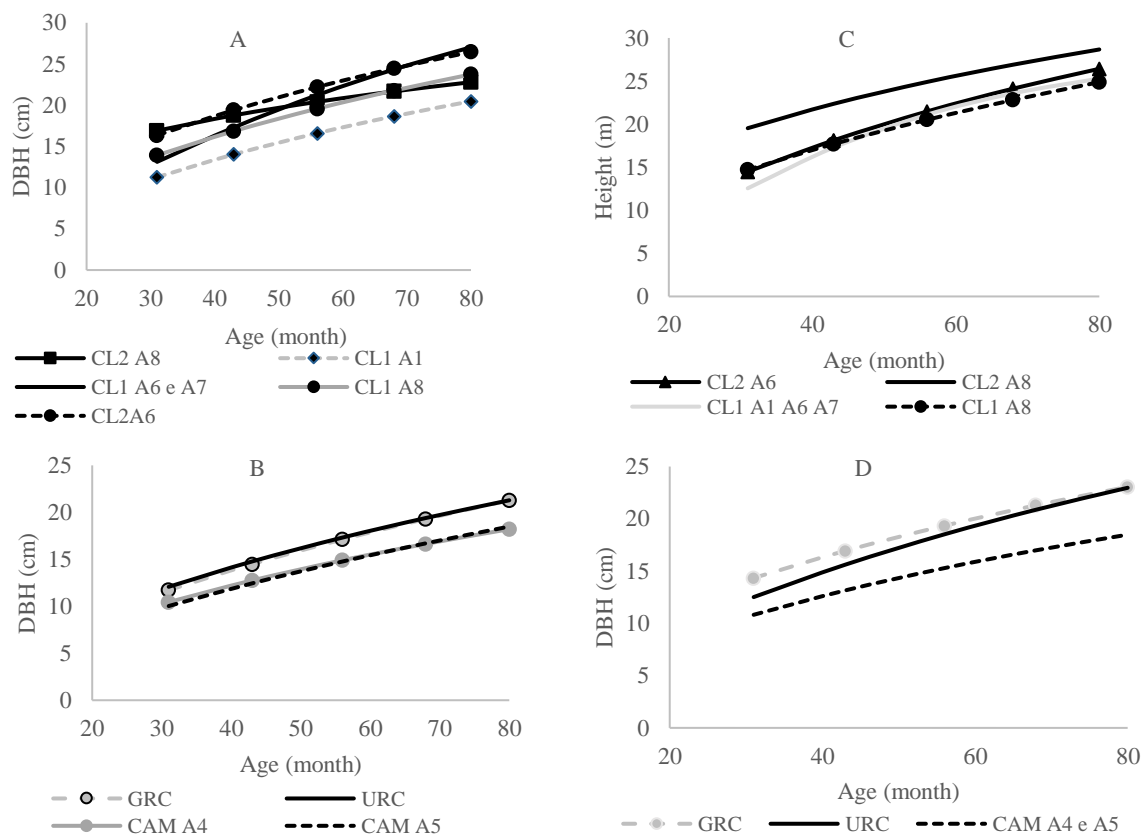 A
DBH (cm)
30
25
20
15
10
5
0
20 30 40 50 60 70 80
Age (month)
CL2 A8 CL1 A1
CL1 A6 e A7 CL1 A8
CL2A6
C
Height (m)
30
25
20
15
10
5
0
20 40 60 80
Age (month)
CL2 A6 CL2 A8
CL1 A1 A6 A7 CL1 A8
B
DBH (cm)
25
20
15
10
5
0
20 30 40 50 60 70 80
Age (month)
GRC URC
CAM A4 CAM A5
D
DBH (cm)
25
20
15
10
5
0
20 40 60 80
Age (month)
GRC URC CAM A4 e A5